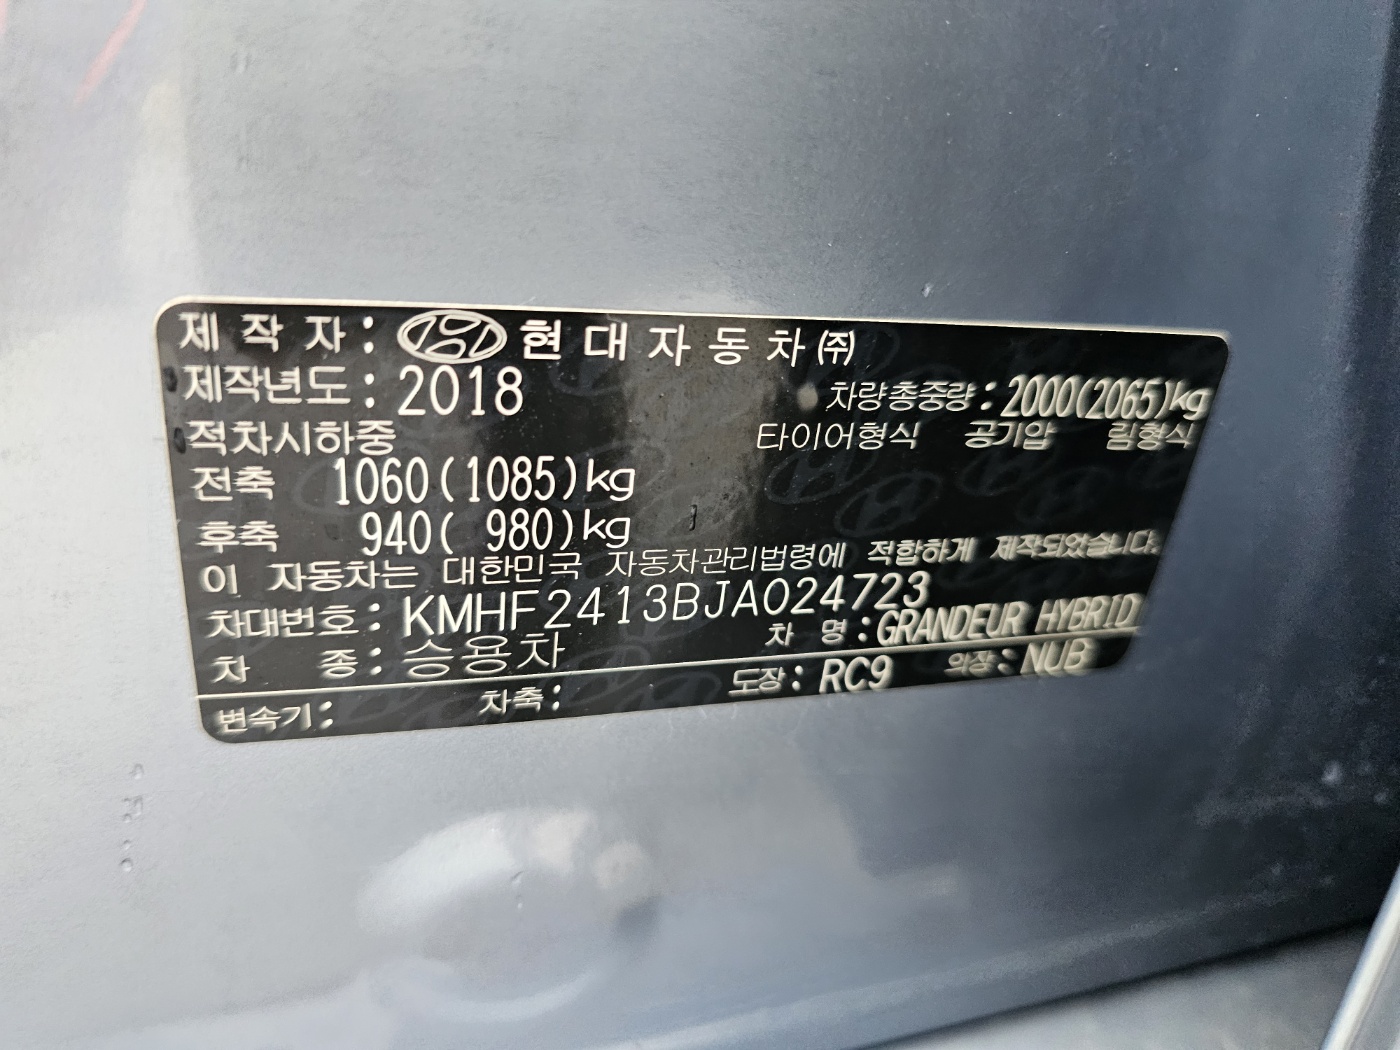 제 작 자 : 현 대 자 동 차 ㈜
제작년도 : 2018
차량총중량 : 2000(2065)kg
적차시하중
타이어형식 공기압 림형식
전축 1060(1085)kg
후축 940( 980)kg
이 자동차는 대한민국 자동차관리법령에 적합하게 제작되었습니다.
차대번호 : KMHF2413BJA024723
차 종 : 승용차 차 명 : GRANDEUR HYBRID
변속기 : 차축 : 도장 : RC9 의장 : NUB